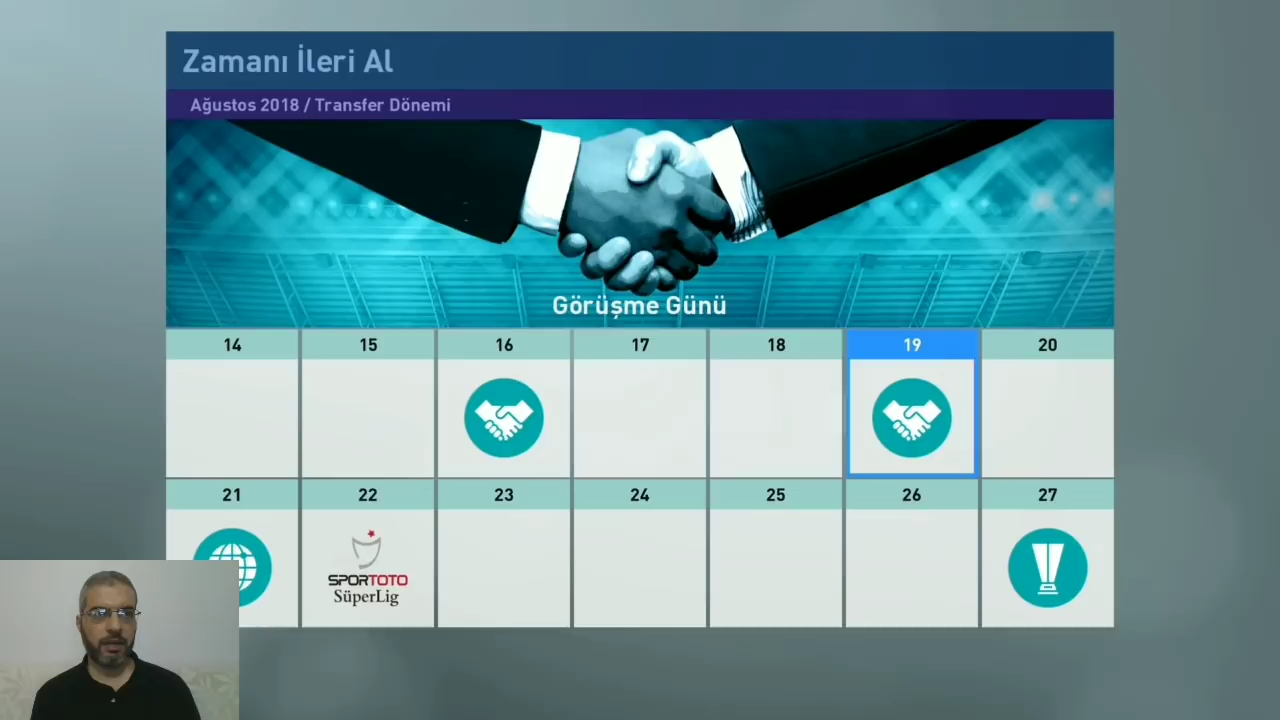 Zamanı İleri Al
Ağustos 2018 / Transfer Dönemi
Görüşme Günü
14 15 16 17 18 19 20
21 22 23 24 25 26 27
SPORTOTO
SüperLig